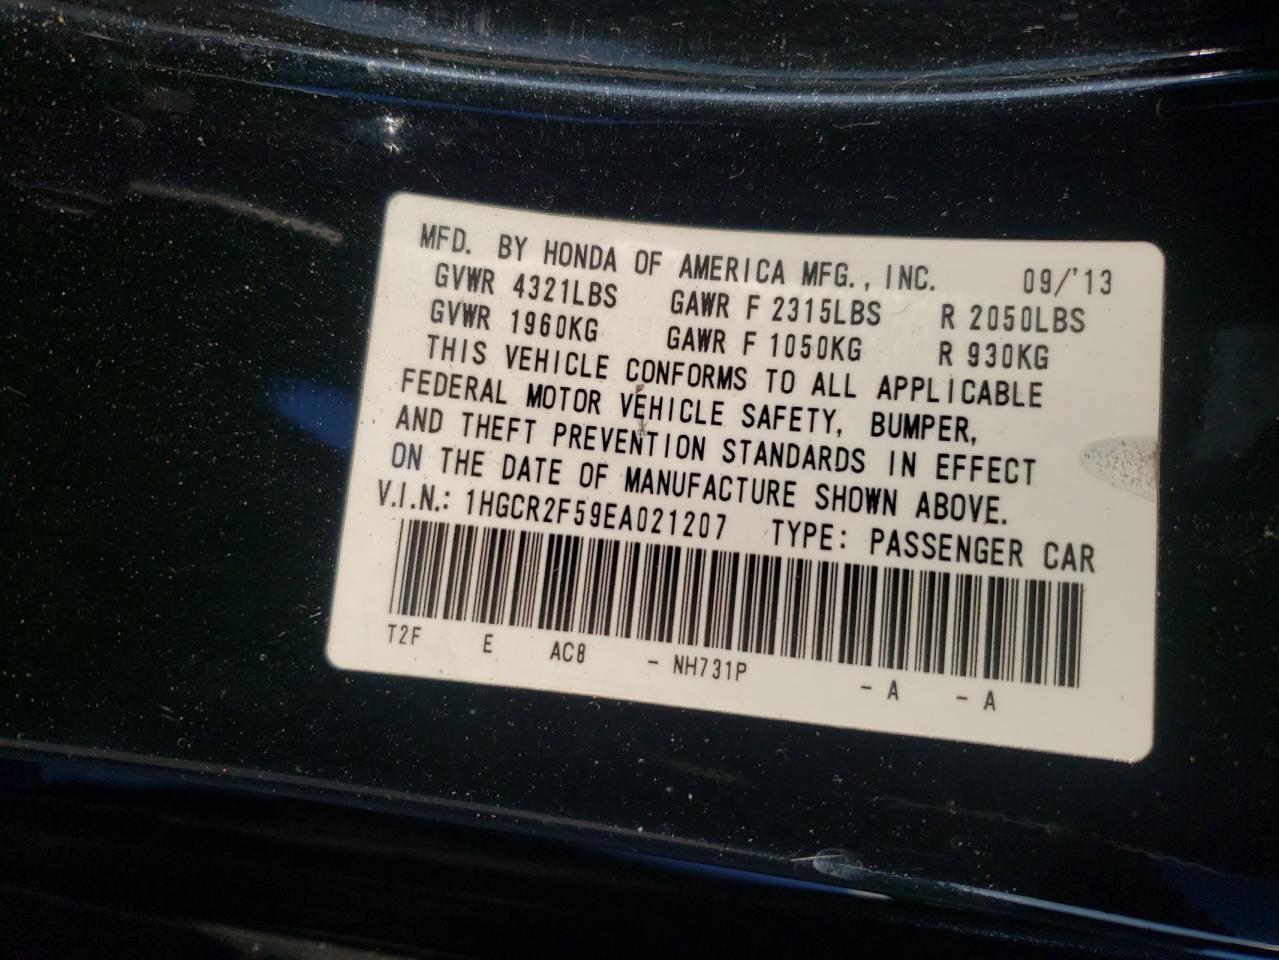 MFD. BY HONDA OF AMERICA MFG., INC. 09/'13
GVWR 4321LBS GAWR F 2315LBS R 2050LBS
GVWR 1960KG GAWR F 1050KG R 930KG
THIS VEHICLE CONFORMS TO ALL APPLICABLE
FEDERAL MOTOR VEHICLE SAFETY, BUMPER,
AND THEFT PREVENTION STANDARDS IN EFFECT
ON THE DATE OF MANUFACTURE SHOWN ABOVE.
V.I.N.: 1HGCR2F59EA021207 TYPE: PASSENGER CAR
T2F E AC8 - NH731P - A - A